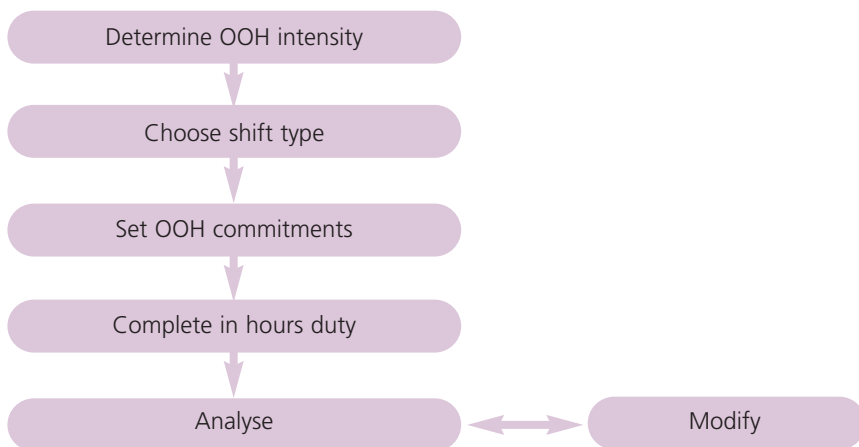 Determine OOH intensity
Choose shift type
Set OOH commitments
Complete in hours duty
Analyse
Modify